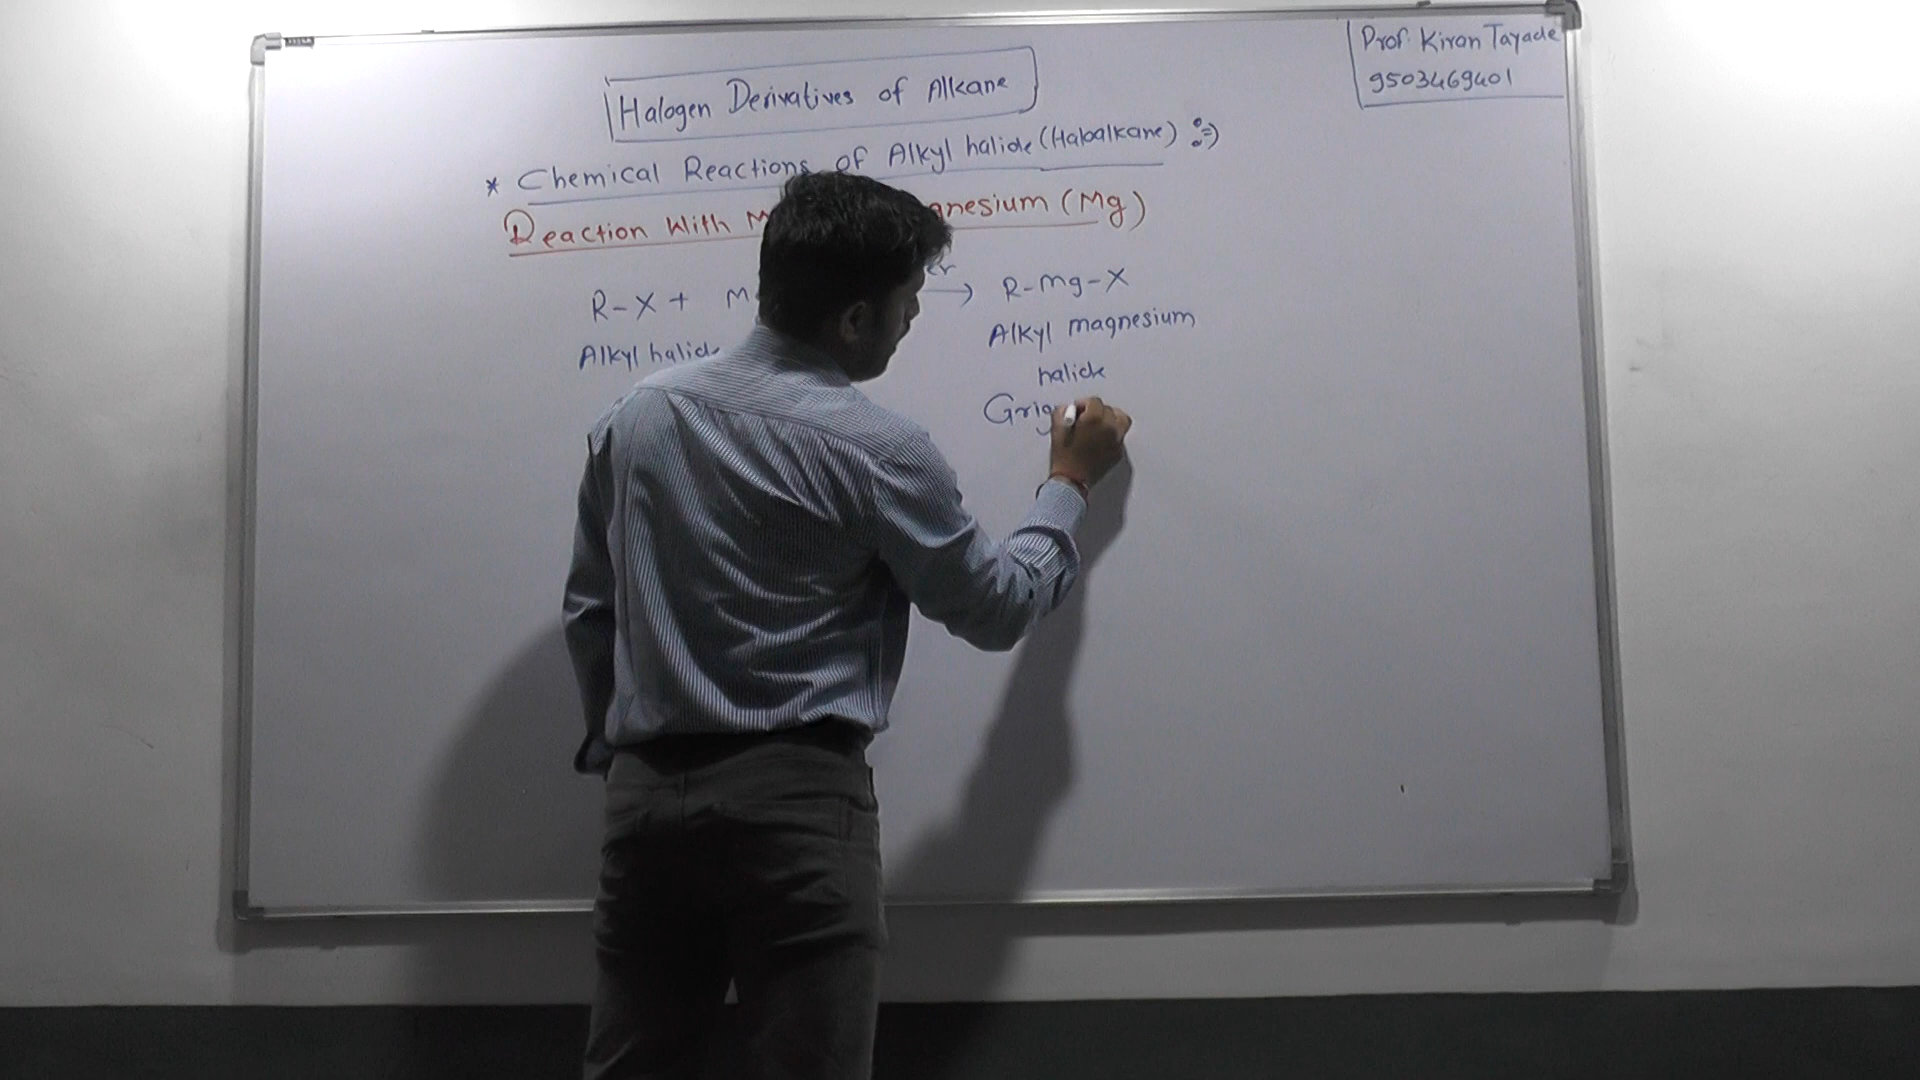 Prof. Kiran Tayade
9503469401
Halogen Derivatives of Alkane
* Chemical Reactions of Alkyl halide (Haloalkane) :=)
Reaction With M gnesium (Mg)
R-X + M er → R-Mg-X
Alkyl halide Alkyl magnesium
halide
Grig